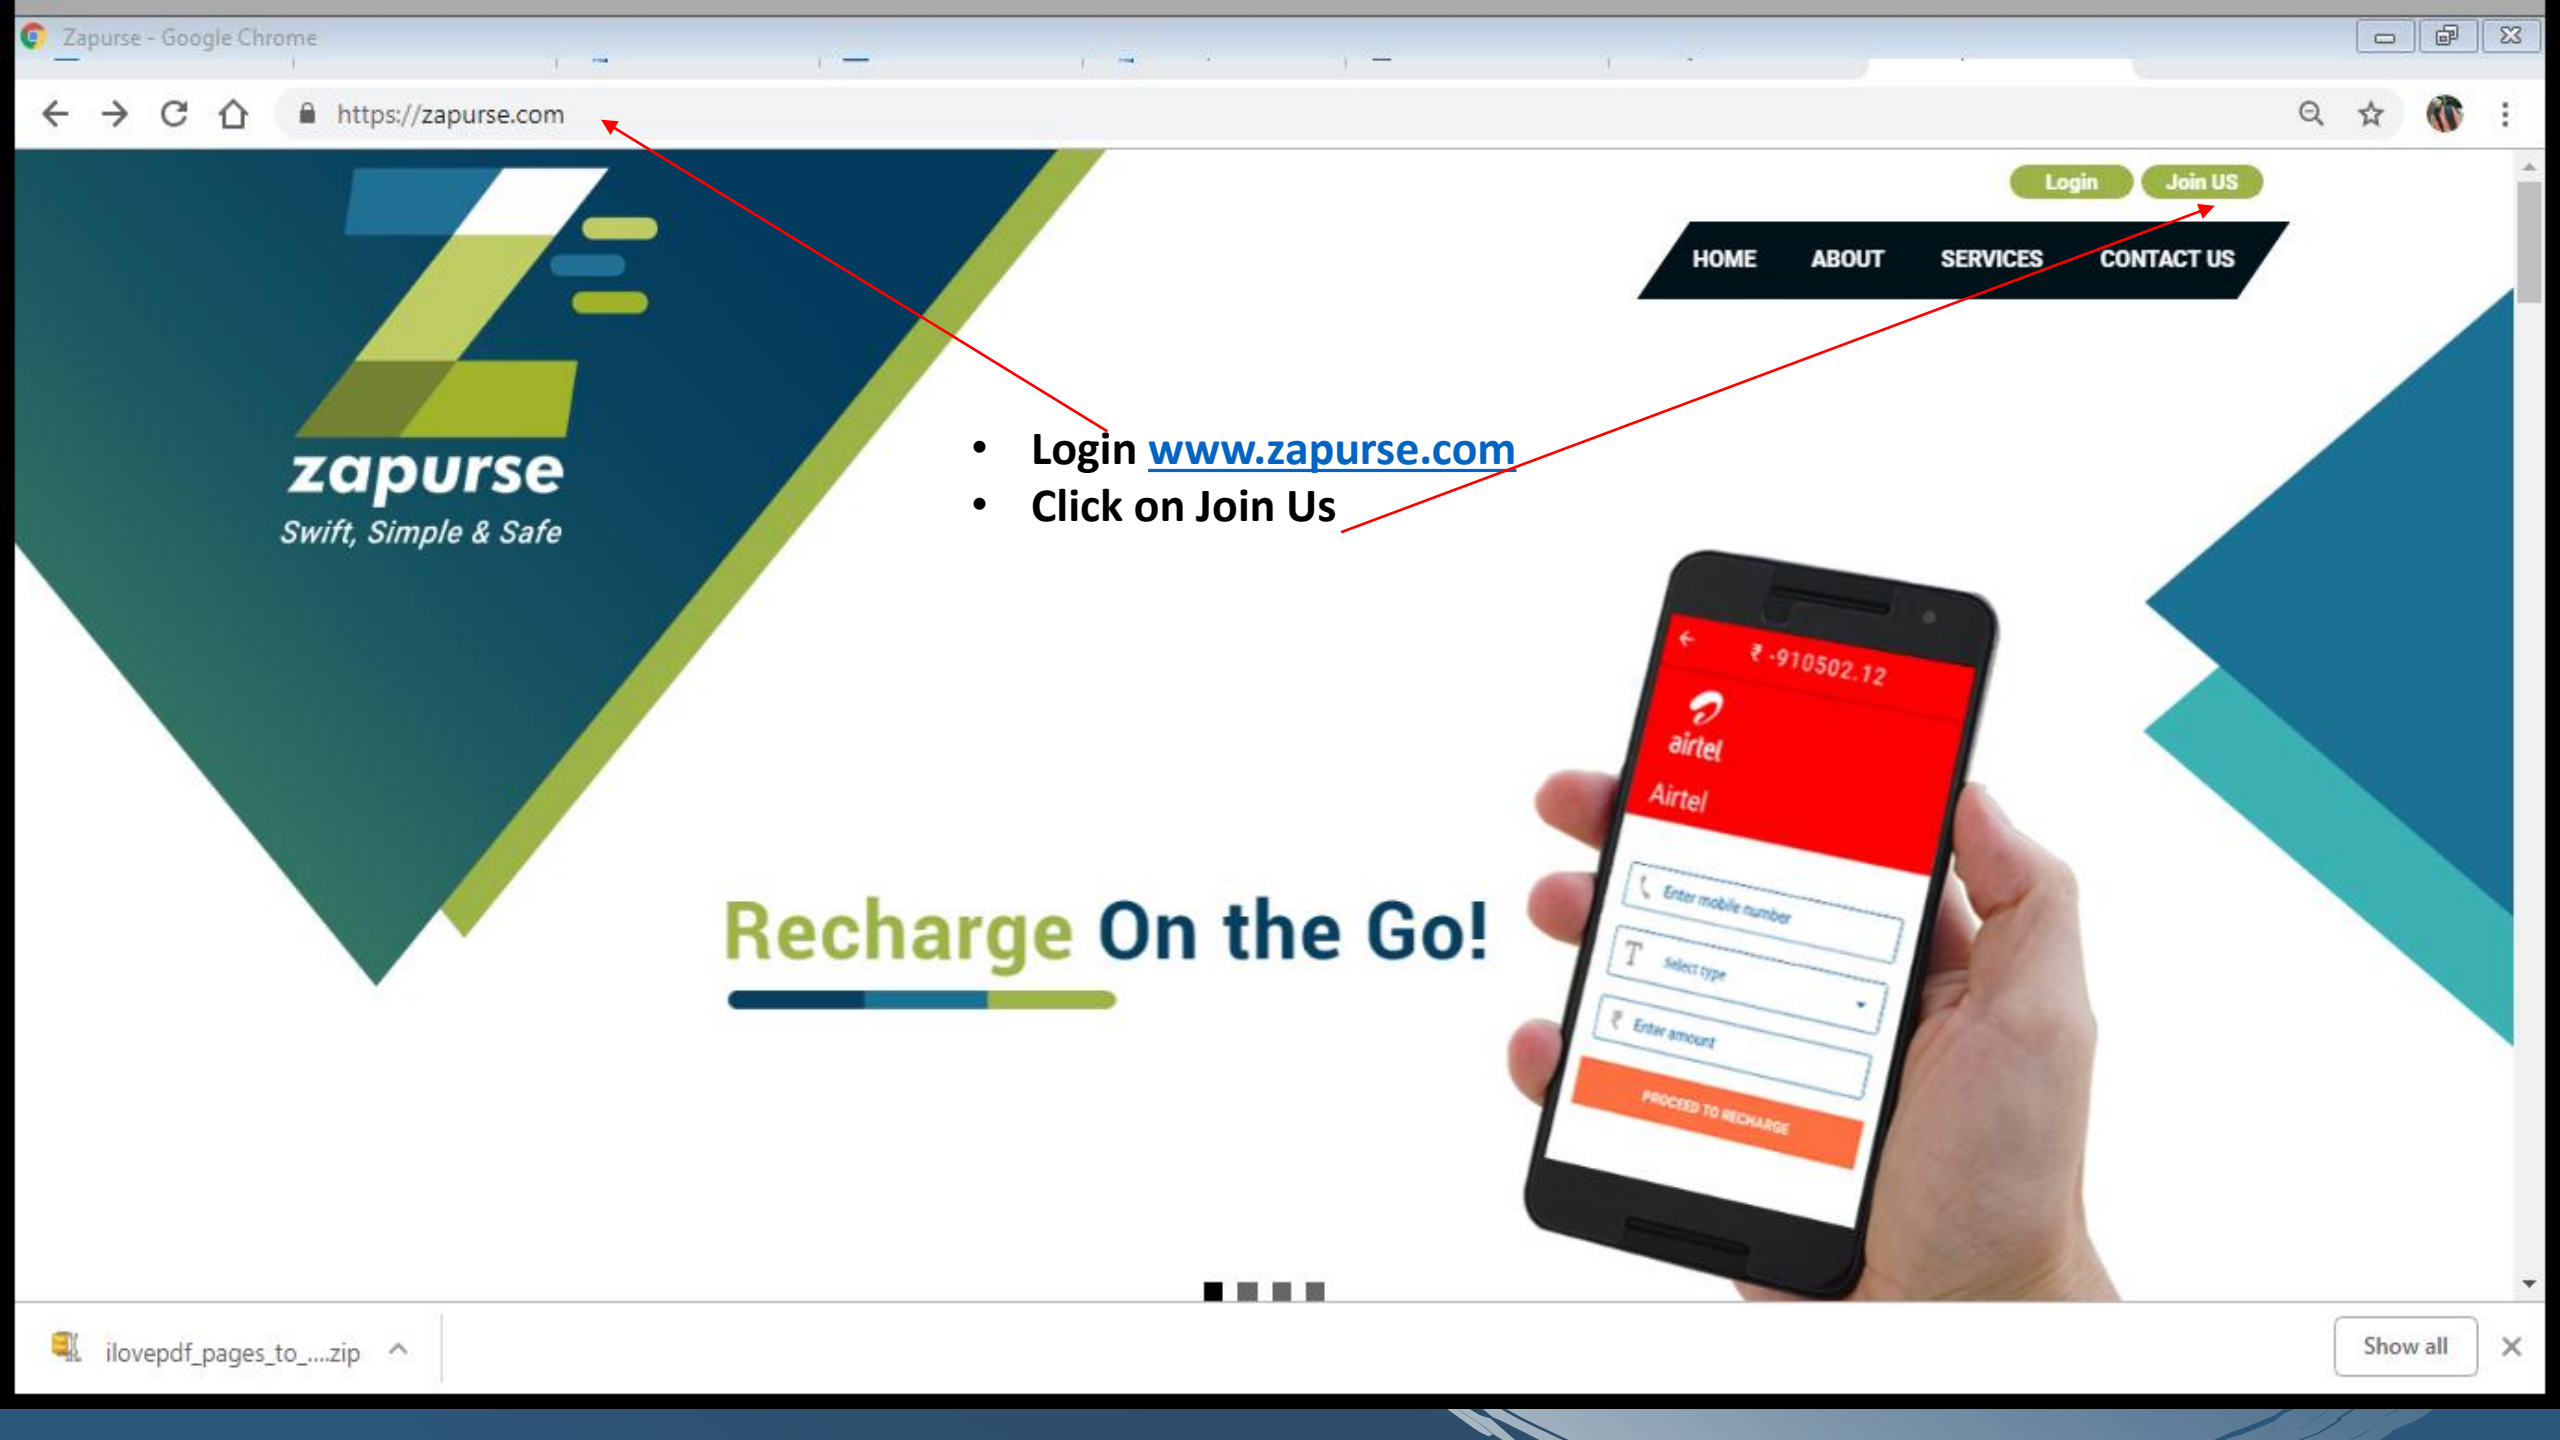 Zapurse - Google Chrome
https://zapurse.com
Login
Join US
HOME
ABOUT
SERVICES
CONTACT US
zapurse
Swift, Simple & Safe
• Login www.zapurse.com
• Click on Join Us
₹ -910502.12
airtel
Airtel
Enter mobile number
T Select type
₹ Enter amount
PROCEED TO RECHARGE
Recharge On the Go!
ilovepdf_pages_to_....zip
Show all